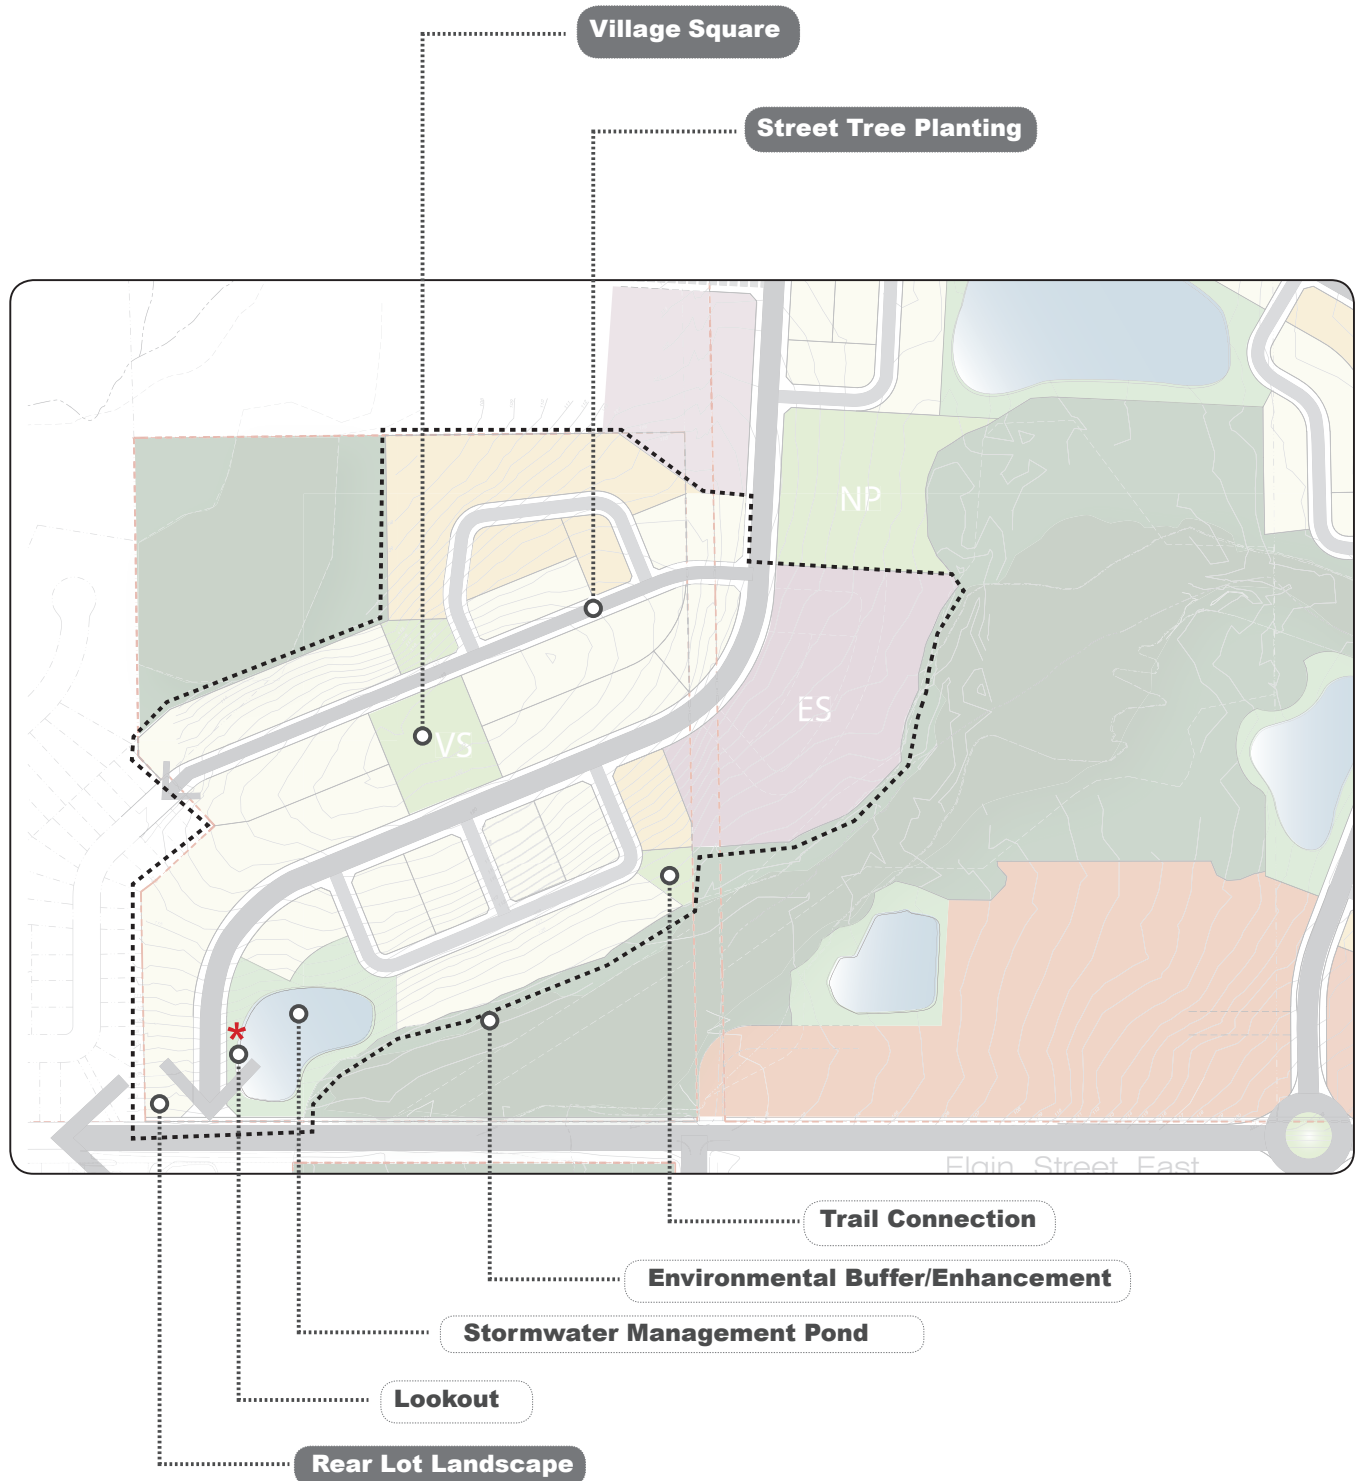 Village Square
Street Tree Planting
NP
ES
VS
*
Elgin Street East
Trail Connection
Environmental Buffer/Enhancement
Stormwater Management Pond
Lookout
Rear Lot Landscape